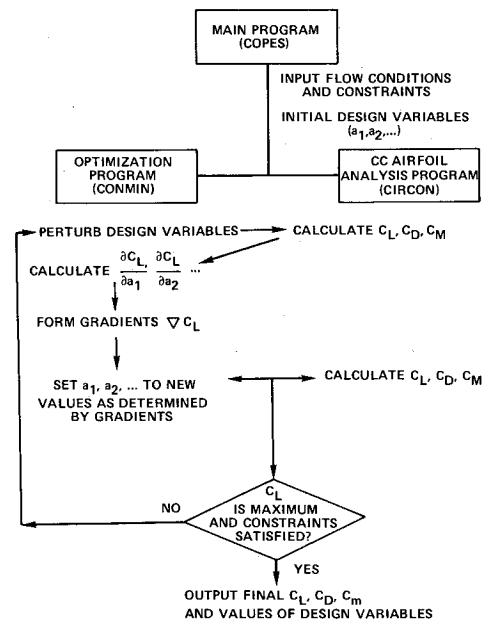 MAIN PROGRAM
(COPES)
INPUT FLOW CONDITIONS
AND CONSTRAINTS
INITIAL DESIGN VARIABLES
(a1,a2,...)
OPTIMIZATION
PROGRAM
(CONMIN)
CC AIRFOIL
ANALYSIS PROGRAM
(CIRCON)
PERTURB DESIGN VARIABLES
CALCULATE CL, CD, CM
CALCULATE ∂CL/∂a1, ∂CL/∂a2 ...
FORM GRADIENTS ▽ CL
SET a1, a2, ... TO NEW
VALUES AS DETERMINED
BY GRADIENTS
CALCULATE CL, CD, CM
CL
IS MAXIMUM
AND CONSTRAINTS
SATISFIED?
NO
YES
OUTPUT FINAL CL, CD, Cm
AND VALUES OF DESIGN VARIABLES